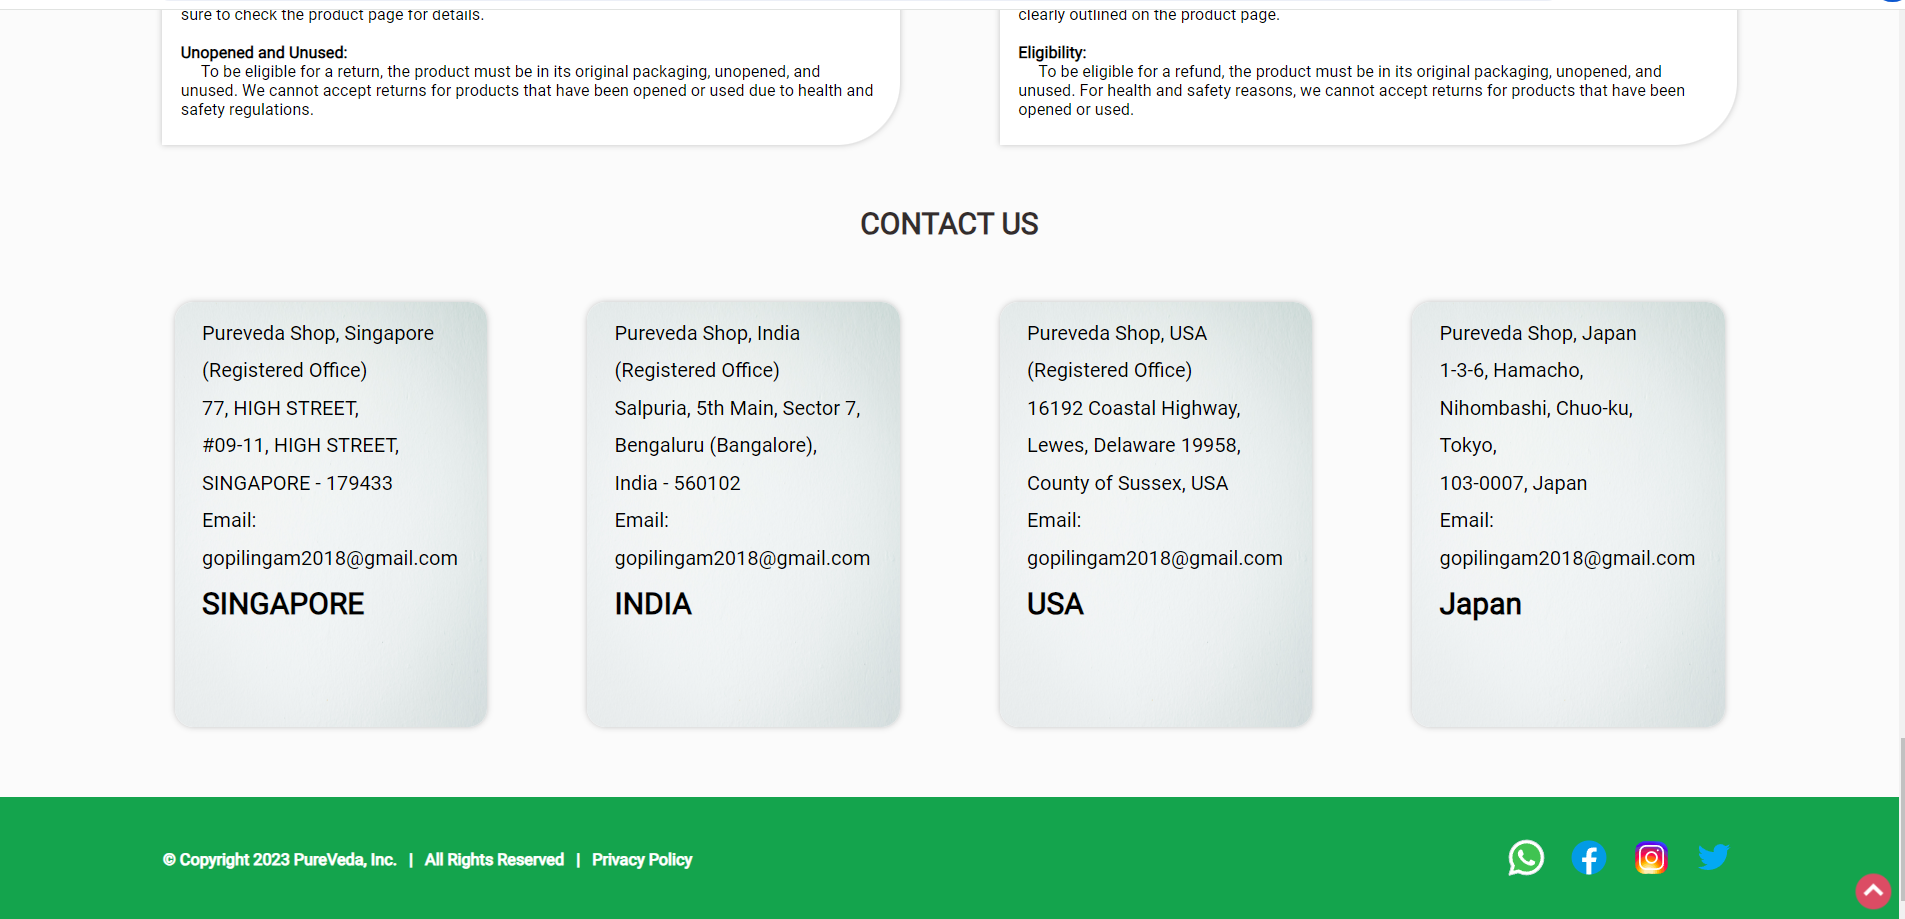 sure to check the product page for details.
Unopened and Unused:
To be eligible for a return, the product must be in its original packaging, unopened, and
unused. We cannot accept returns for products that have been opened or used due to health and
safety regulations.
clearly outlined on the product page.
Eligibility:
To be eligible for a refund, the product must be in its original packaging, unopened, and
unused. For health and safety reasons, we cannot accept returns for products that have been
opened or used.
CONTACT US
Pureveda Shop, Singapore
(Registered Office)
77, HIGH STREET,
#09-11, HIGH STREET,
SINGAPORE - 179433
Email:
gopilingam2018@gmail.com
SINGAPORE
Pureveda Shop, India
(Registered Office)
Salpuria, 5th Main, Sector 7,
Bengaluru (Bangalore),
India - 560102
Email:
gopilingam2018@gmail.com
INDIA
Pureveda Shop, USA
(Registered Office)
16192 Coastal Highway,
Lewes, Delaware 19958,
County of Sussex, USA
Email:
gopilingam2018@gmail.com
USA
Pureveda Shop, Japan
1-3-6, Hamacho,
Nihombashi, Chuo-ku,
Tokyo,
103-0007, Japan
Email:
gopilingam2018@gmail.com
Japan
© Copyright 2023 PureVeda, Inc. | All Rights Reserved | Privacy Policy